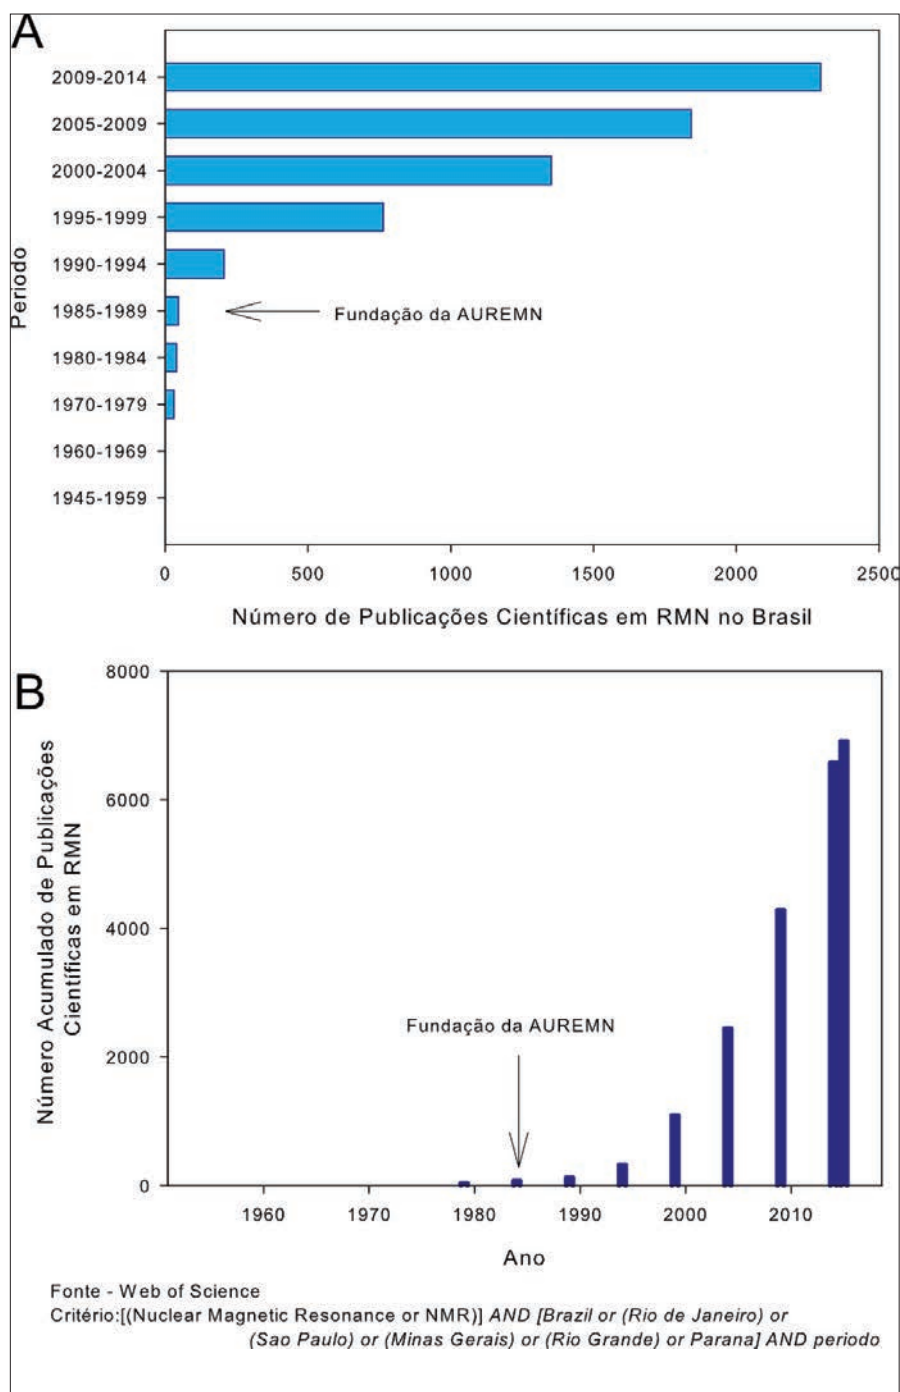 A
2009-2014
2005-2009
2000-2004
1995-1999
1990-1994
1985-1989
1980-1984
1970-1979
1960-1969
1945-1959
Periodo
Fundação da AUREMN
0 500 1000 1500 2000 2500
Número de Publicações Científicas em RMN no Brasil
B
8000
6000
4000
2000
0
Número Acumulado de Publicações
Científicas em RMN
Fundação da AUREMN
1960 1970 1980 1990 2000 2010
Ano
Fonte - Web of Science
Critério:[(Nuclear Magnetic Resonance or NMR)] AND [Brazil or (Rio de Janeiro) or
(Sao Paulo) or (Minas Gerais) or (Rio Grande) or Parana] AND periodo